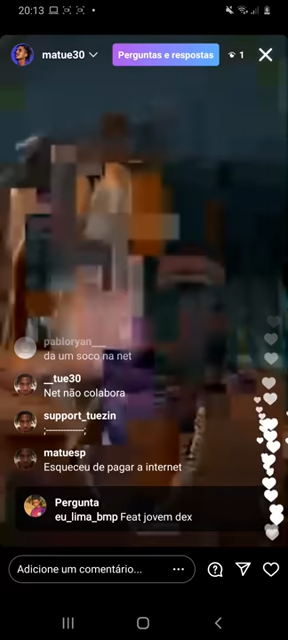 20:13
matue30
Perguntas e respostas
1
pabloryan___
da um soco na net
__tue30
Net não colabora
support_tuezin
;-------------;
matuesp
Esqueceu de pagar a internet
Pergunta
eu_lima_bmp Feat jovem dex
Adicione um comentário...